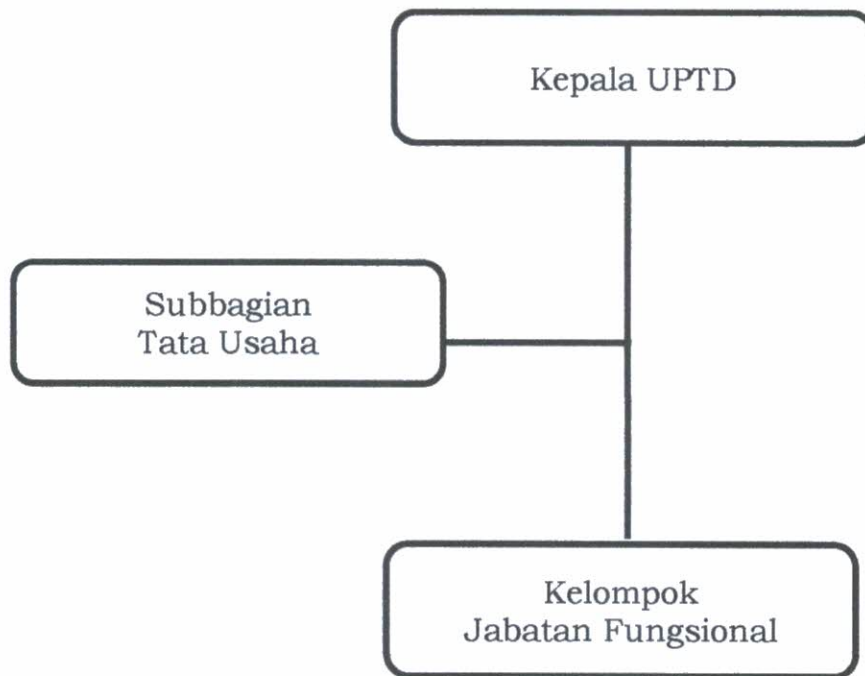 Kepala UPTD
Subbagian
Tata Usaha
Kelompok
Jabatan Fungsional